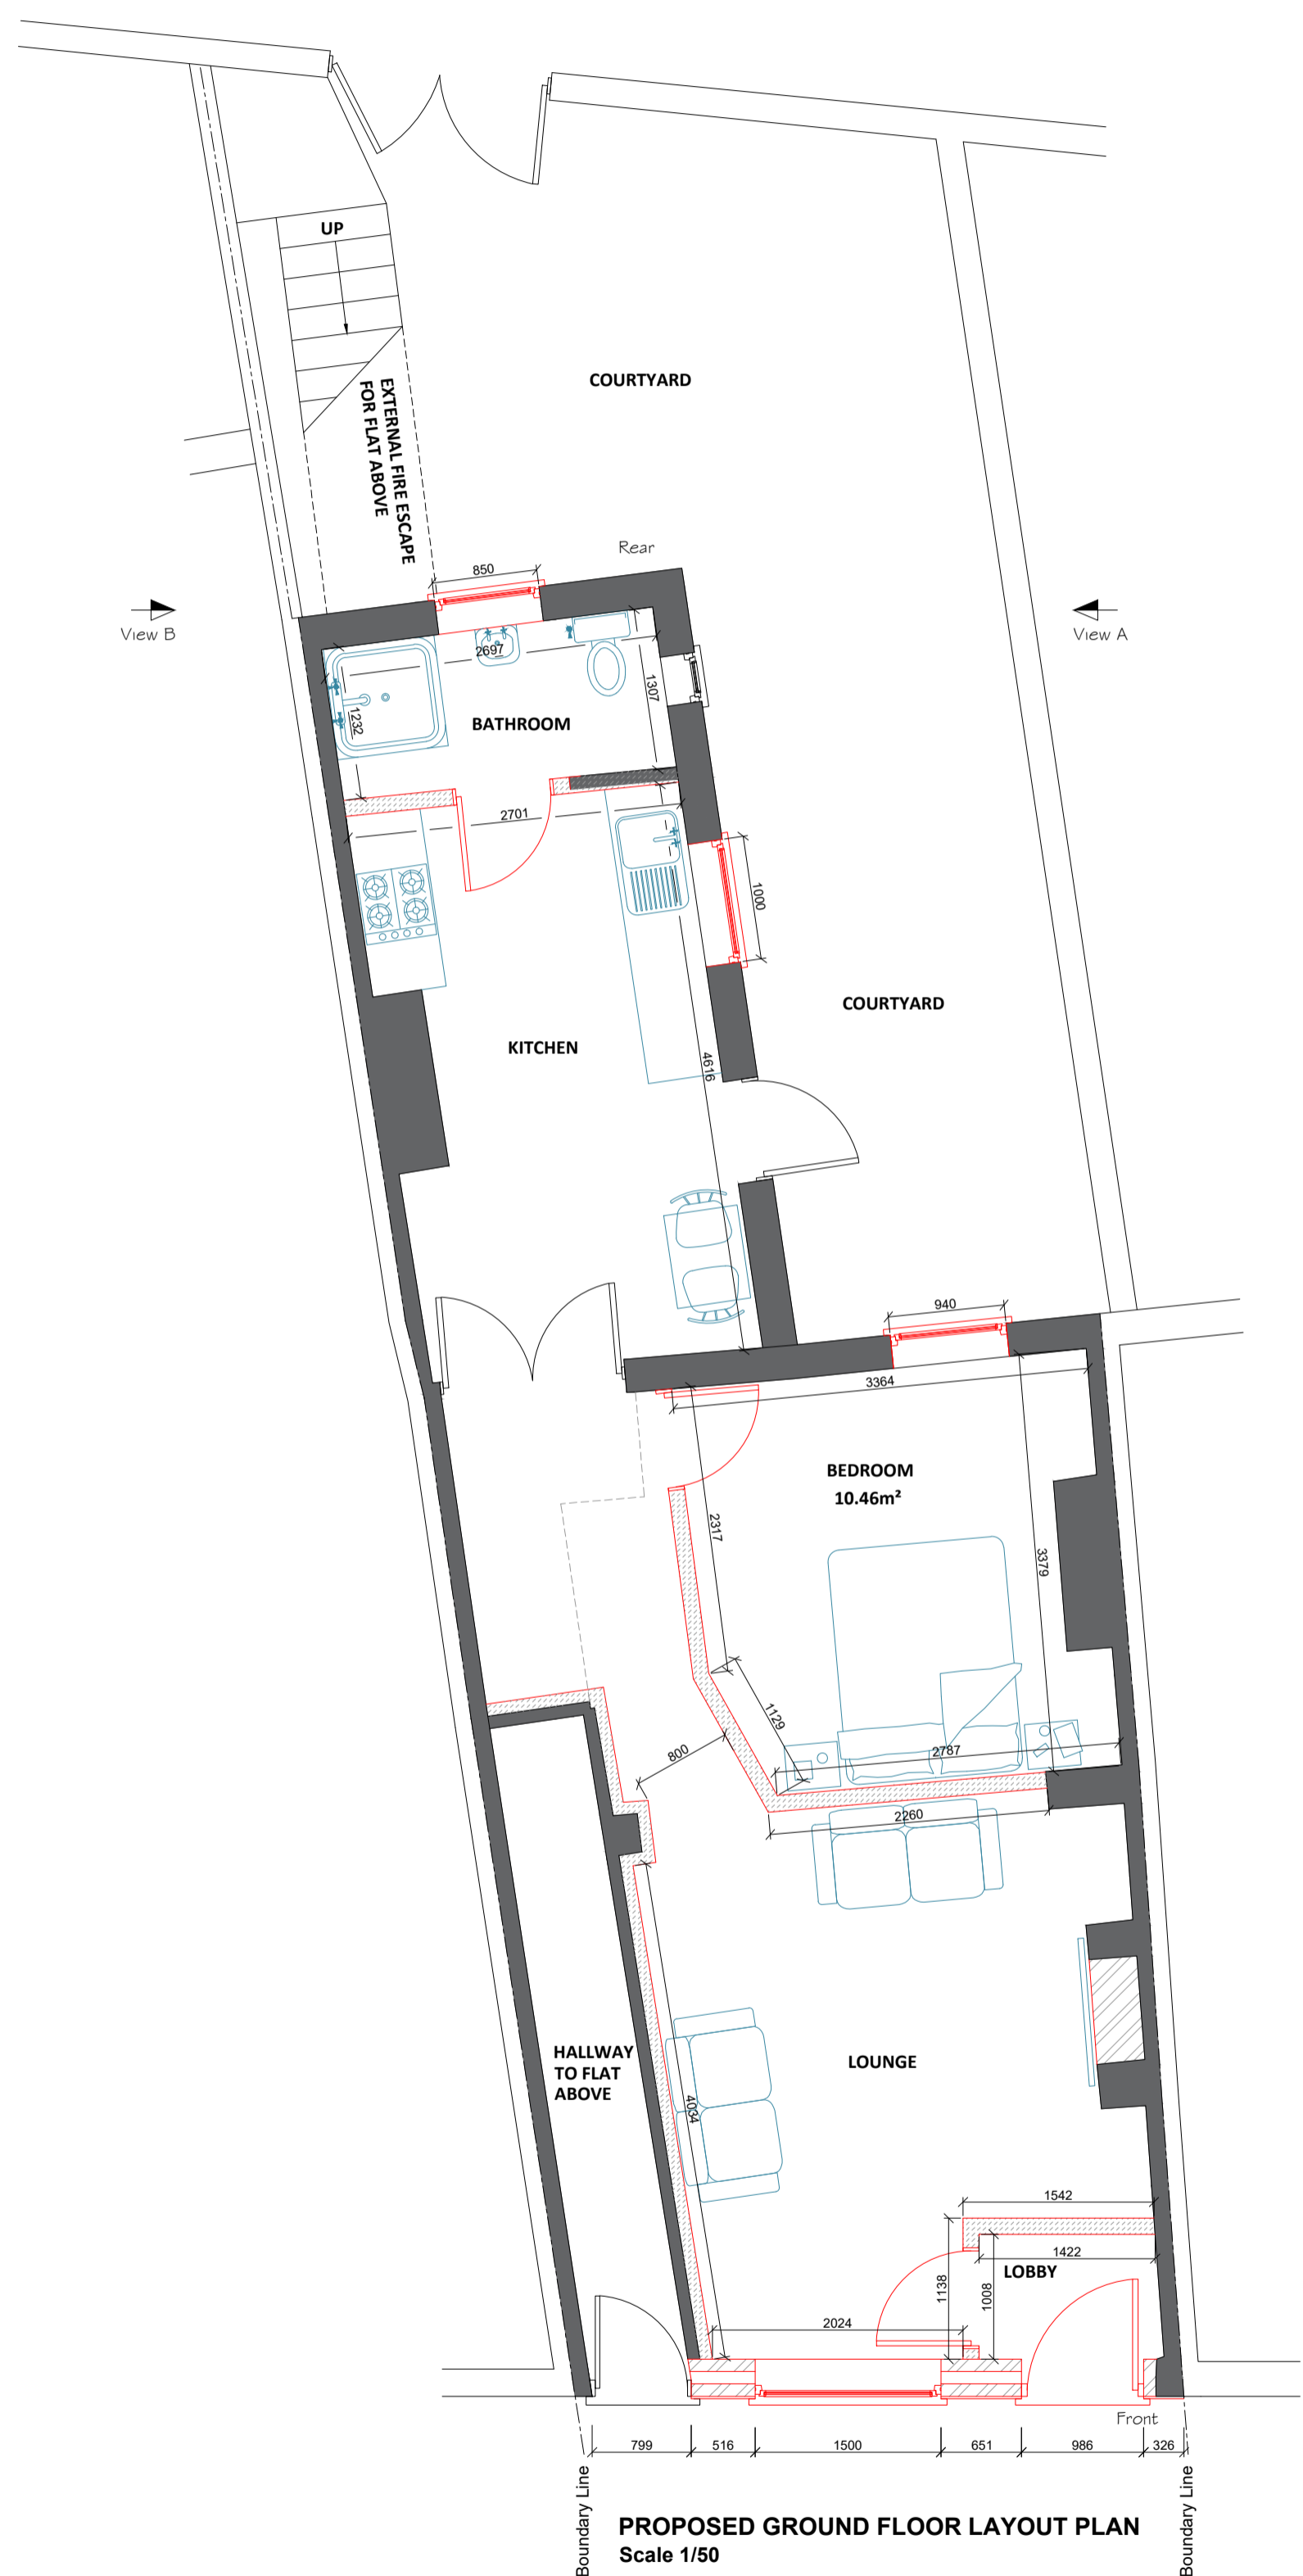 UP
COURTYARD
EXTERNAL FIRE ESCAPE
FOR FLAT ABOVE
Rear
850
View B
View A
2697
1307
1232
BATHROOM
2701
1000
COURTYARD
KITCHEN
4616
940
3364
BEDROOM
10.46m²
2317
3379
1129
800
2787
2260
HALLWAY
TO FLAT
ABOVE
LOUNGE
4034
1542
1422
LOBBY
1138
1008
2024
Front
799
516
1500
651
986
326
Boundary Line
Boundary Line
PROPOSED GROUND FLOOR LAYOUT PLAN
Scale 1/50